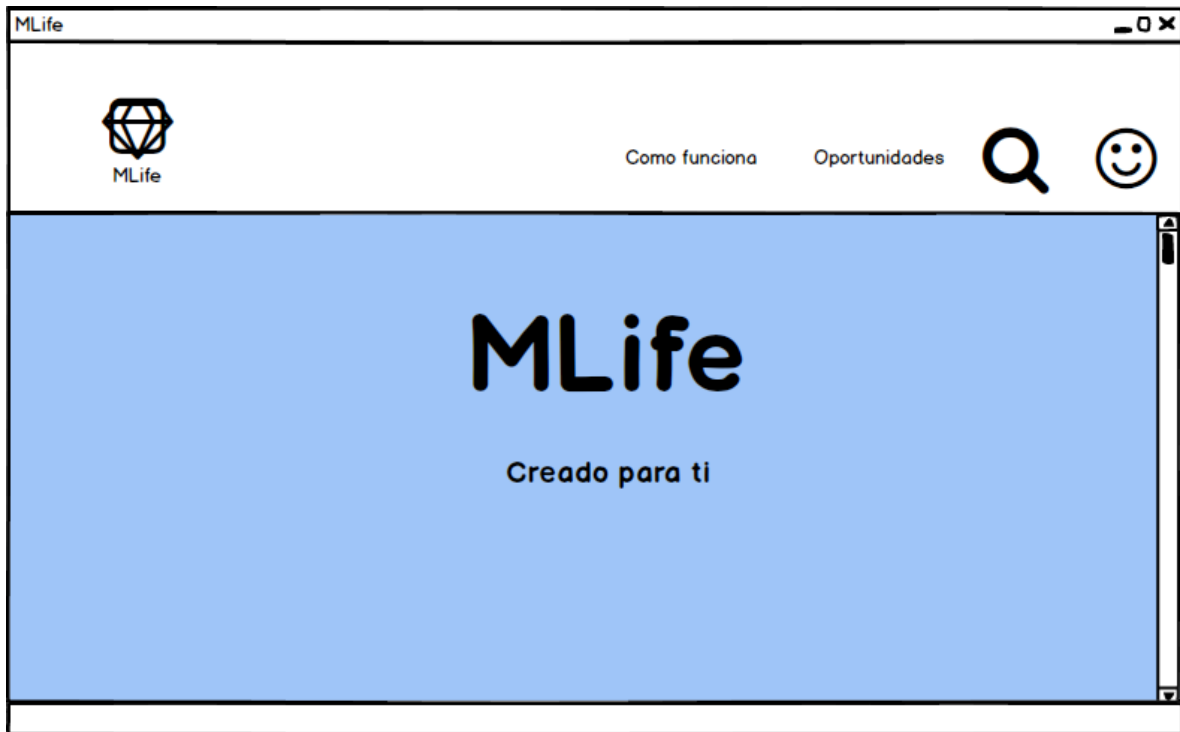 MLife
MLife
Como funciona
Oportunidades
MLife
Creado para ti